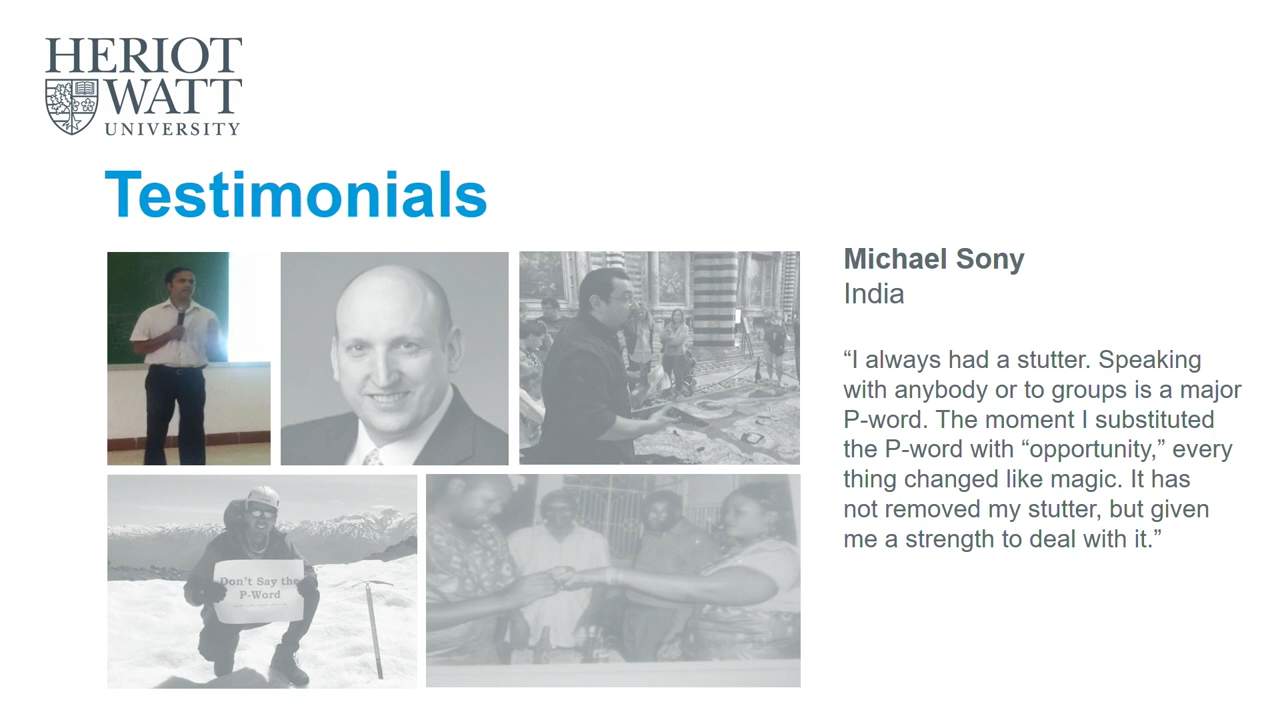 HERIOT
WATT
UNIVERSITY
Testimonials
Michael Sony
India
“I always had a stutter. Speaking
with anybody or to groups is a major
P-word. The moment I substituted
the P-word with “opportunity,” every
thing changed like magic. It has
not removed my stutter, but given
me a strength to deal with it.”
Don't Say the
P-Word